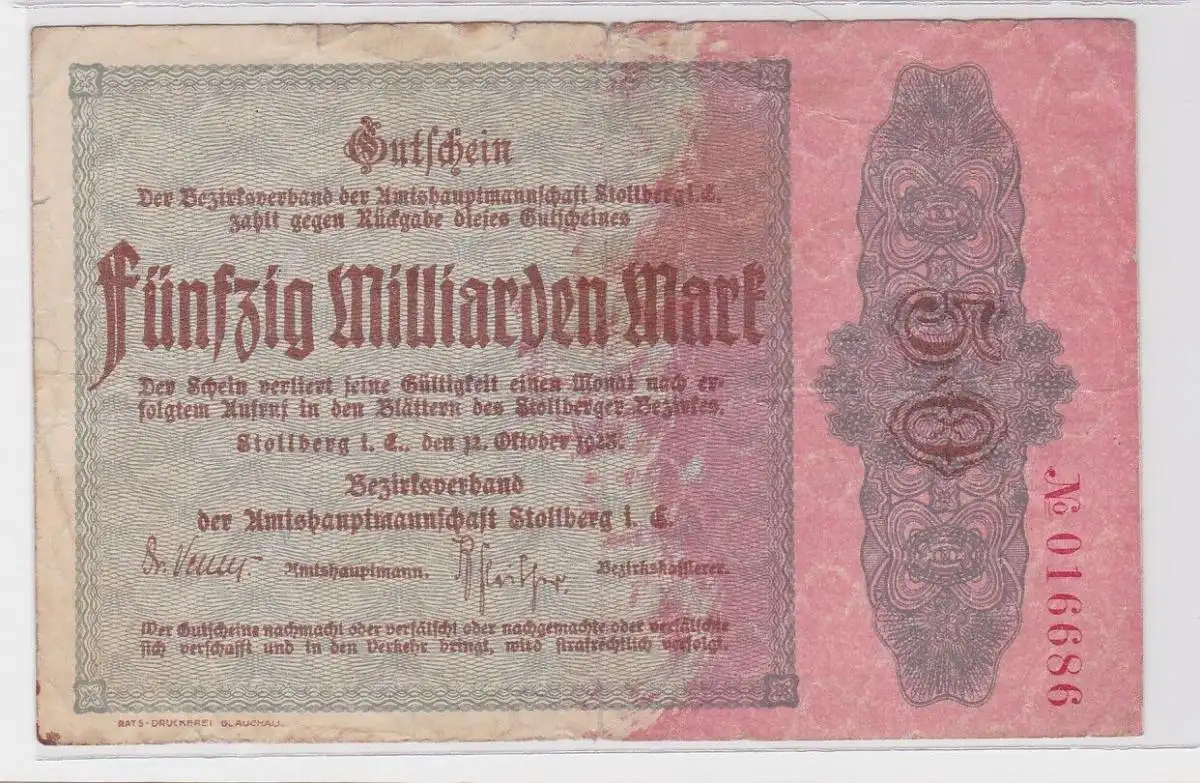 Gutschein
Der Bezirksverband der Amtshauptmannschaft Stollberg i. E.
zahlt gegen Rückgabe dieses Gutscheines
Fünfzig Milliarden Mark
Der Schein verliert seine Gültigkeit einen Monat nach er-
folgtem Aufruf in den Blättern des Stollberger Bezirkes.
Stollberg i. E., den 12. Oktober 1923.
Bezirksverband
der Amtshauptmannschaft Stollberg i. E.
Amtshauptmann. Bezirkskassierer.
Wer Gutscheine nachmacht oder verfälscht oder nachgemachte oder verfälschte
sich verschafft und in den Verkehr bringt, wird strafrechtlich verfolgt.
RATS-DRUCKEREI GLAUCHAU.
50
№ 016686